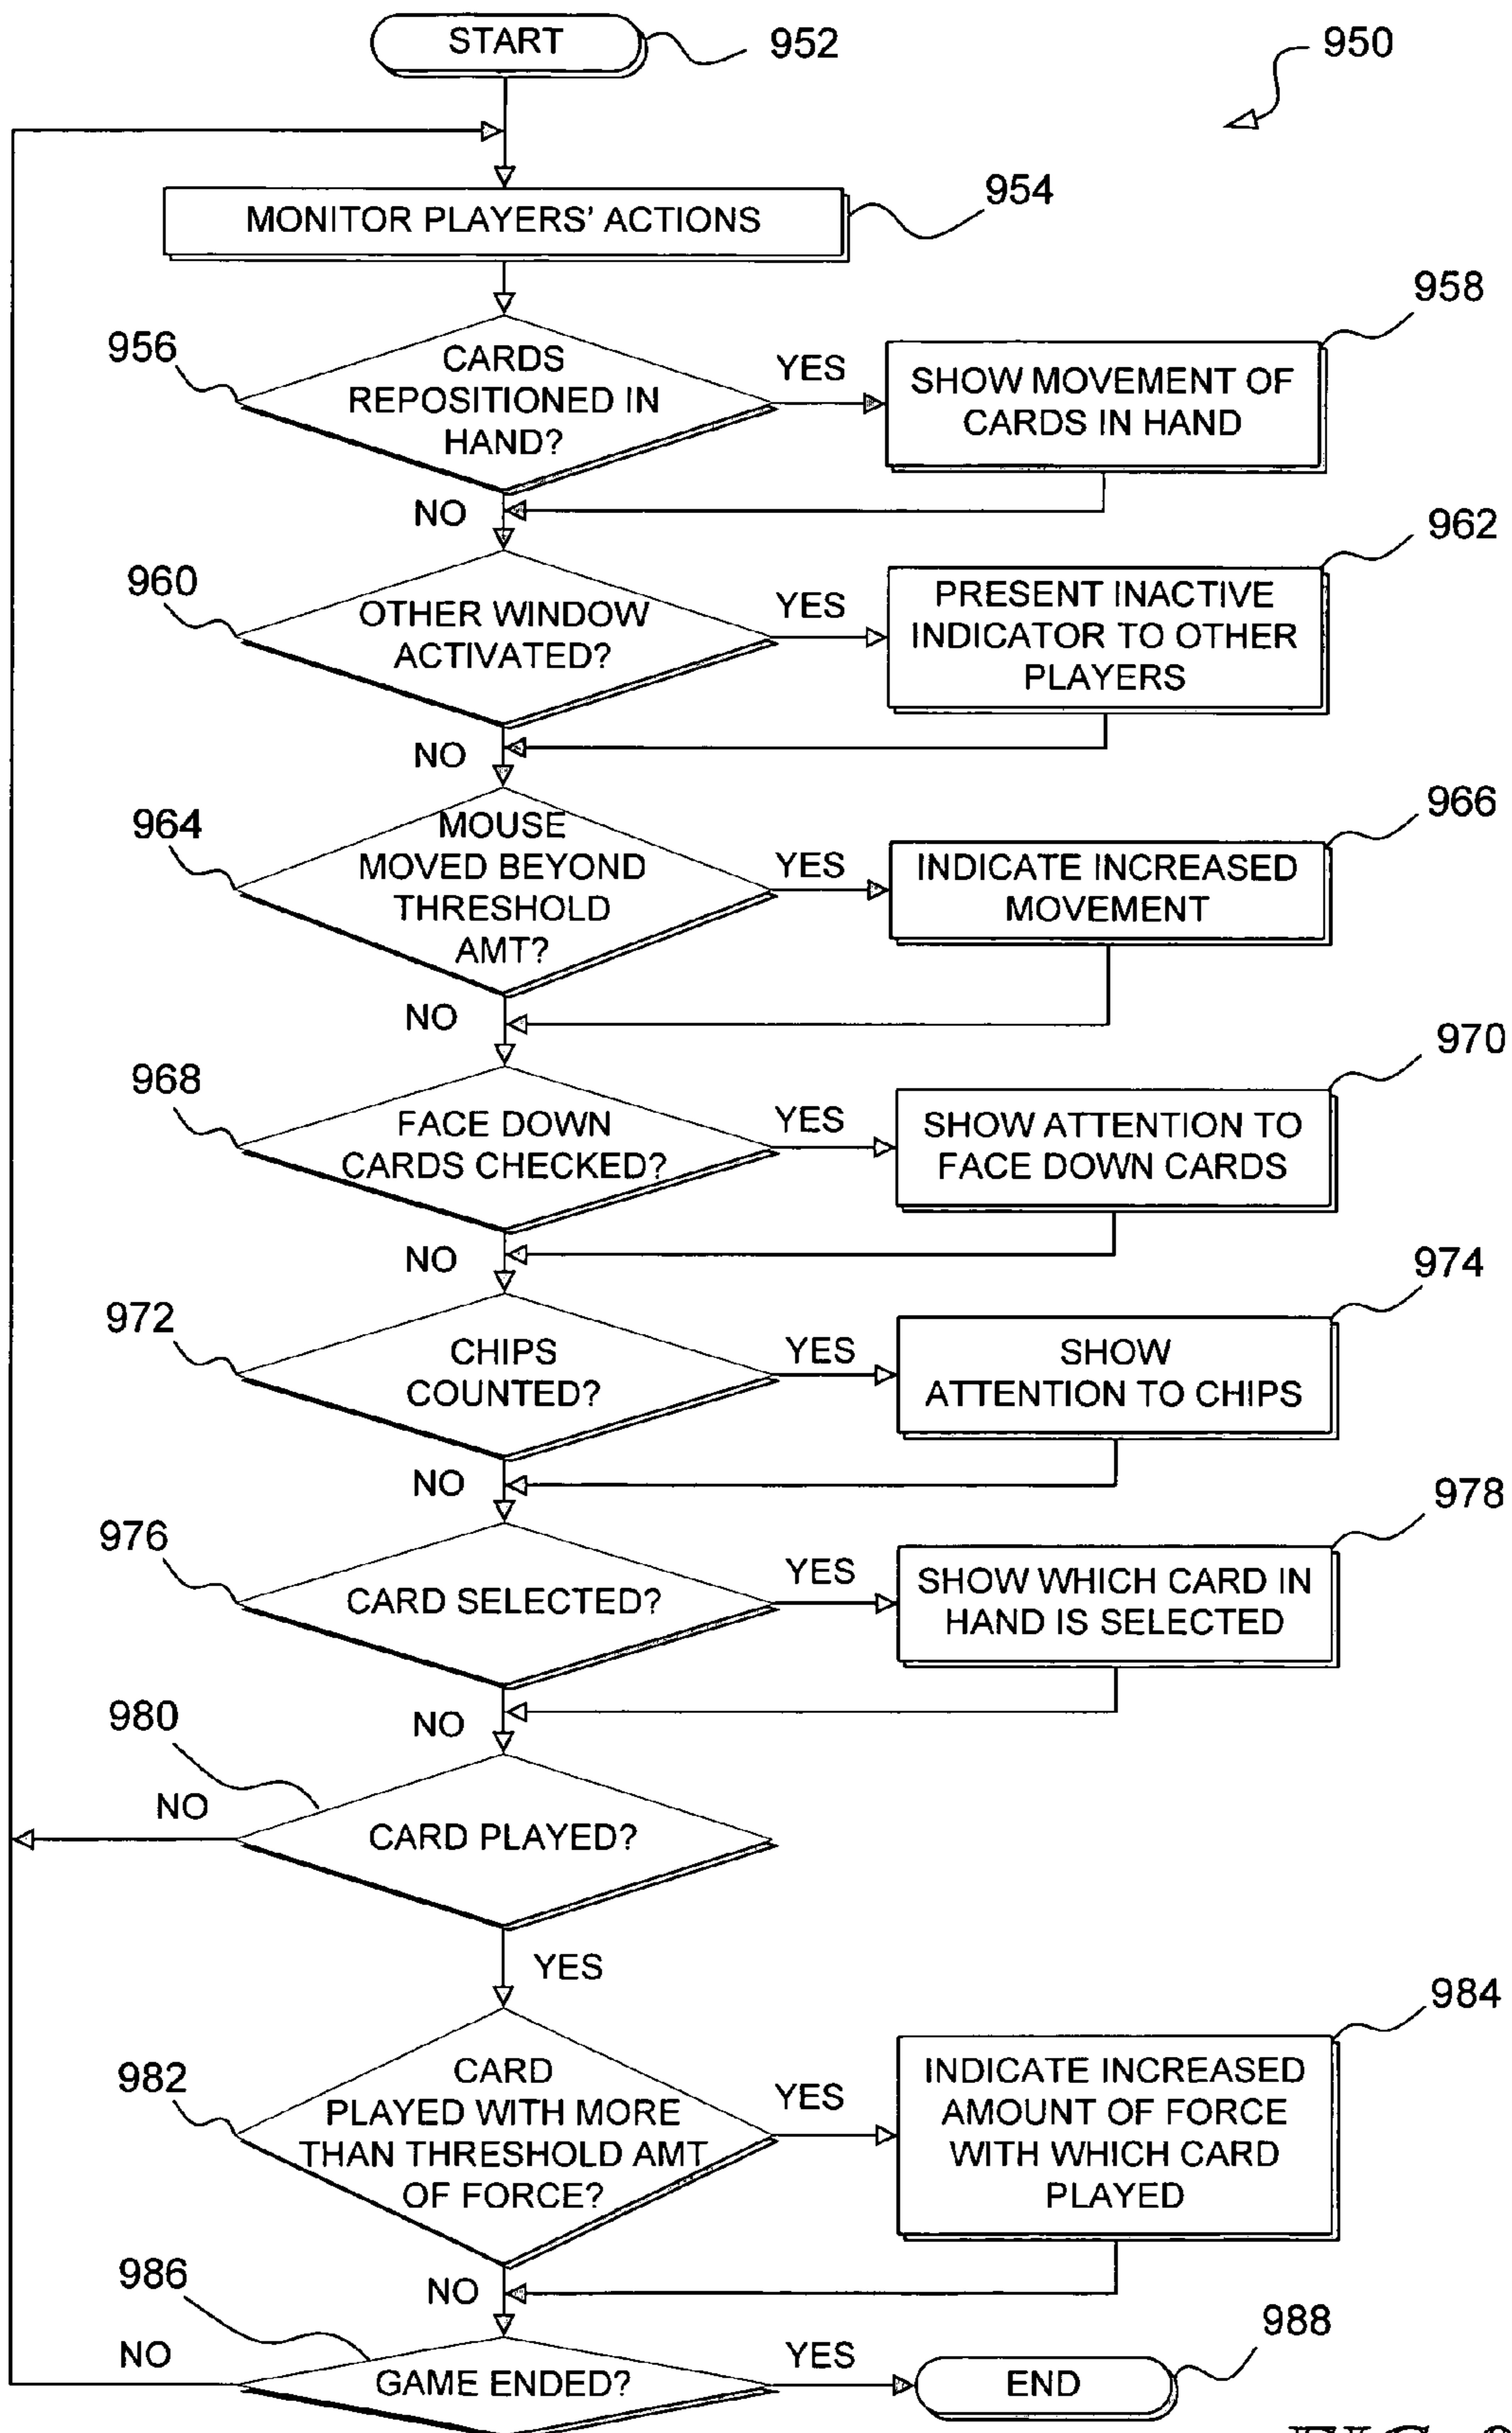 START
952
950
MONITOR PLAYERS' ACTIONS
954
956
CARDS
REPOSITIONED IN
HAND?
YES
SHOW MOVEMENT OF
CARDS IN HAND
958
NO
960
OTHER WINDOW
ACTIVATED?
YES
PRESENT INACTIVE
INDICATOR TO OTHER
PLAYERS
962
NO
964
MOUSE
MOVED BEYOND
THRESHOLD
AMT?
YES
INDICATE INCREASED
MOVEMENT
966
NO
968
FACE DOWN
CARDS CHECKED?
YES
SHOW ATTENTION TO
FACE DOWN CARDS
970
NO
972
CHIPS
COUNTED?
YES
SHOW
ATTENTION TO CHIPS
974
NO
976
CARD SELECTED?
YES
SHOW WHICH CARD IN
HAND IS SELECTED
978
NO
980
NO
CARD PLAYED?
YES
982
CARD
PLAYED WITH MORE
THAN THRESHOLD AMT
OF FORCE?
YES
INDICATE INCREASED
AMOUNT OF FORCE
WITH WHICH CARD
PLAYED
984
NO
986
NO
GAME ENDED?
YES
END
988